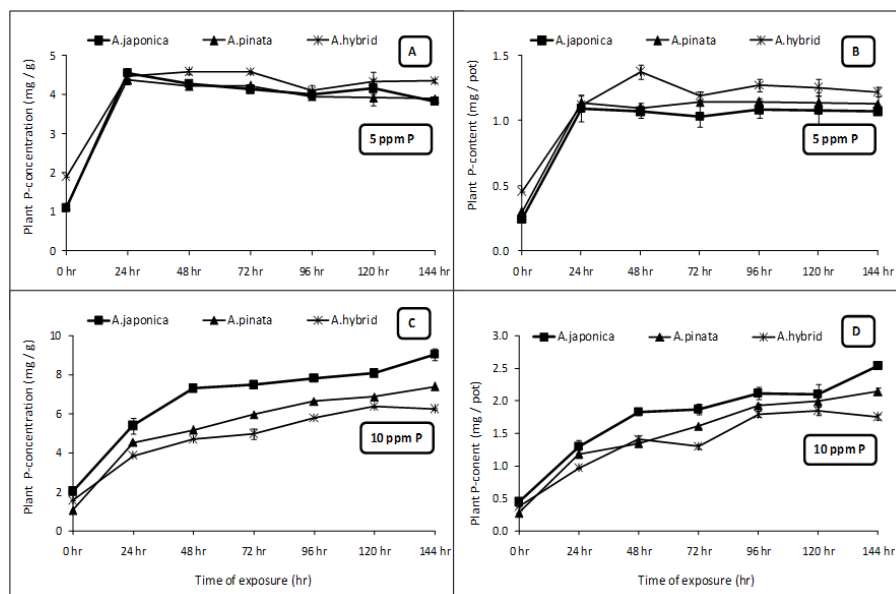 A.japonica A.pinata A.hybrid
A
5
4
3
2
1
0
Plant P-concentration (mg / g)
5 ppm P
0 hr 24 hr 48 hr 72 hr 96 hr 120 hr 144 hr
A.japonica A.pinata A.hybrid
B
1.5
1.0
0.5
0.0
Plant P-content (mg / pot)
5 ppm P
0 hr 24 hr 48 hr 72 hr 96 hr 120 hr 144 hr
A.japonica A.pinata A.hybrid
C
10
8
6
4
2
0
Plant P-concentration (mg / g)
10 ppm P
0 hr 24 hr 48 hr 72 hr 96 hr 120 hr 144 hr
Time of exposure (hr)
A.japonica A.pinata A.hybrid
D
3.0
2.5
2.0
1.5
1.0
0.5
0.0
Plant P-conent (mg / pot)
10 ppm P
0 hr 24 hr 48 hr 72 hr 96 hr 120 hr 144 hr
Time of exposure (hr)